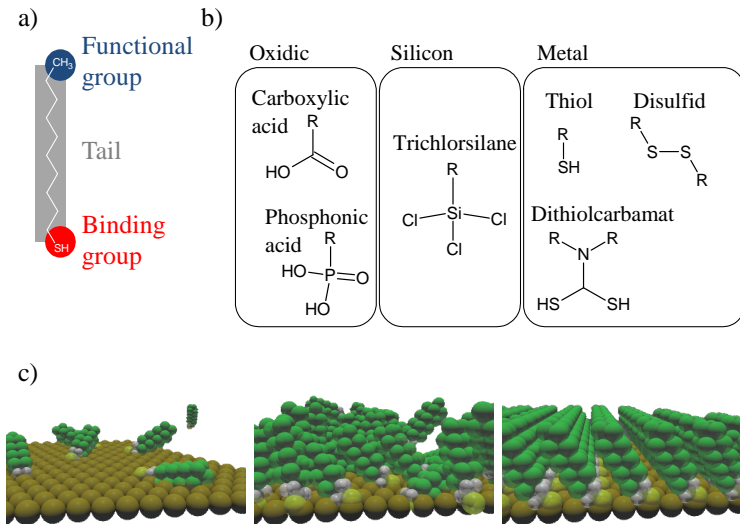 a)
CH3
Functional
group
Tail
SH
Binding
group
b)
Oxidic
Carboxylic
acid
R
HO
O
Phosphonic
acid
R
HO
P
O
HO
Silicon
Trichlorsilane
R
Si
Cl
Cl
Cl
Metal
Thiol
R
SH
Disulfid
R
S
S
R
Dithiolcarbamat
R
R
N
HS
SH
c)